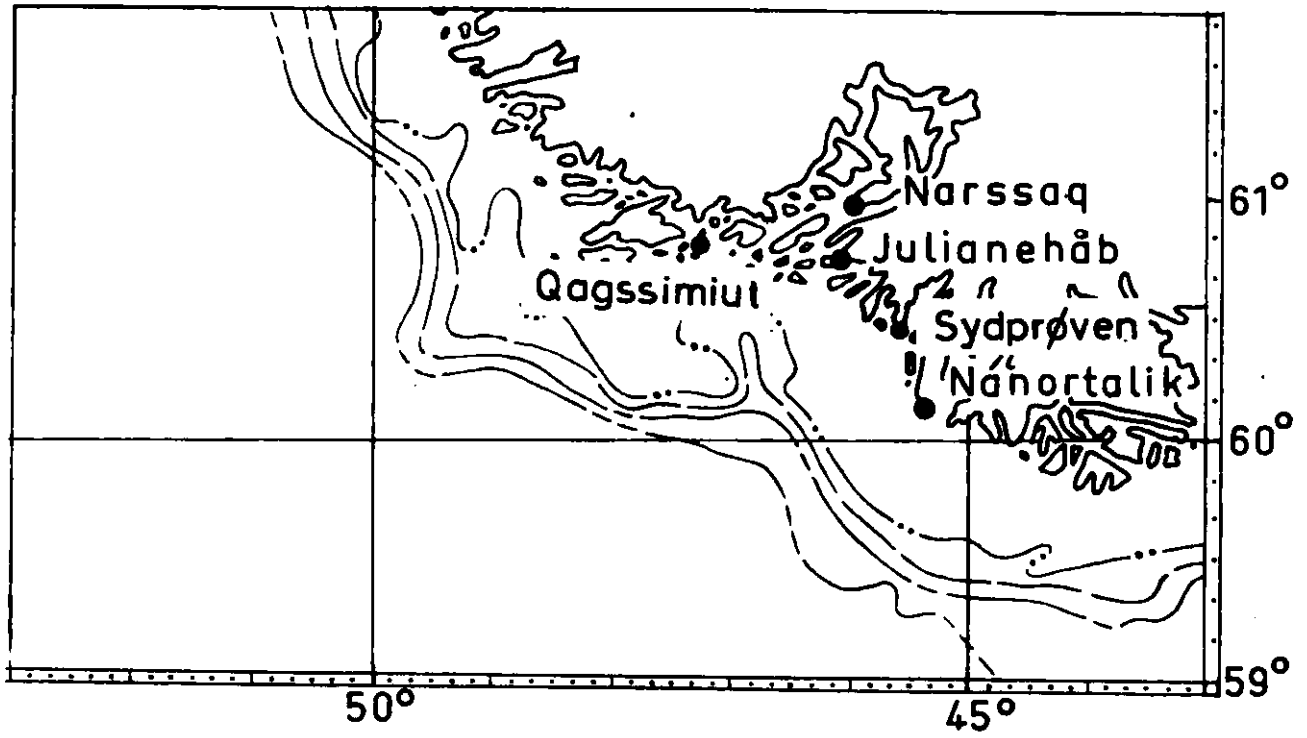 61°
Narssaq
Julianehåb
Qagssimiut
Sydprøven
Nanortalik
60°
59°
50°
45°